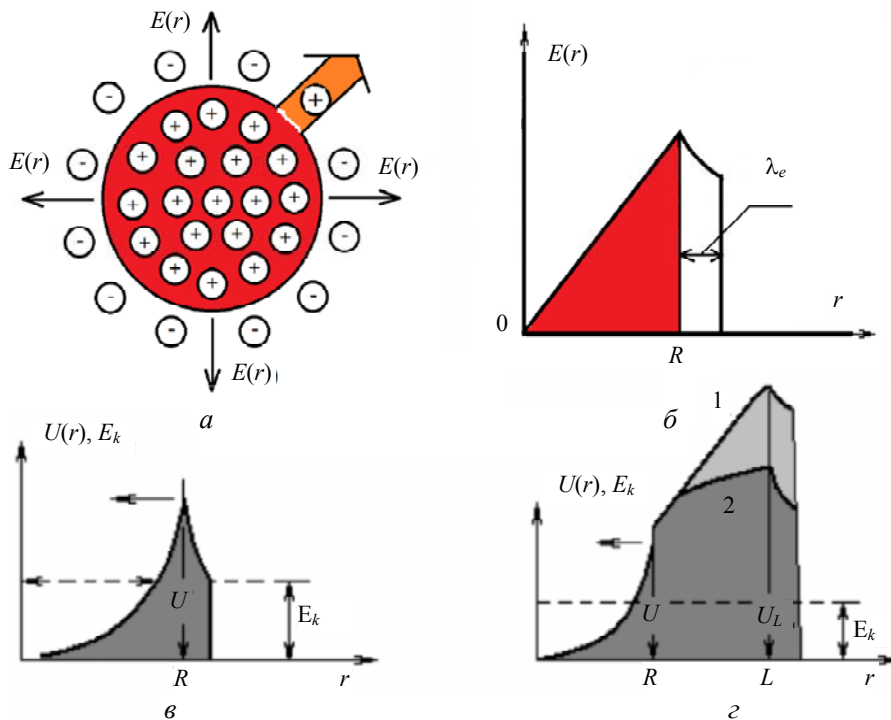 E(r)
E(r)
E(r)
E(r)
а
E(r)
λe
0
r
R
б
U(r), Ek
U
Ek
R
r
в
1
U(r), Ek
2
U
UL
Ek
R
L
r
г